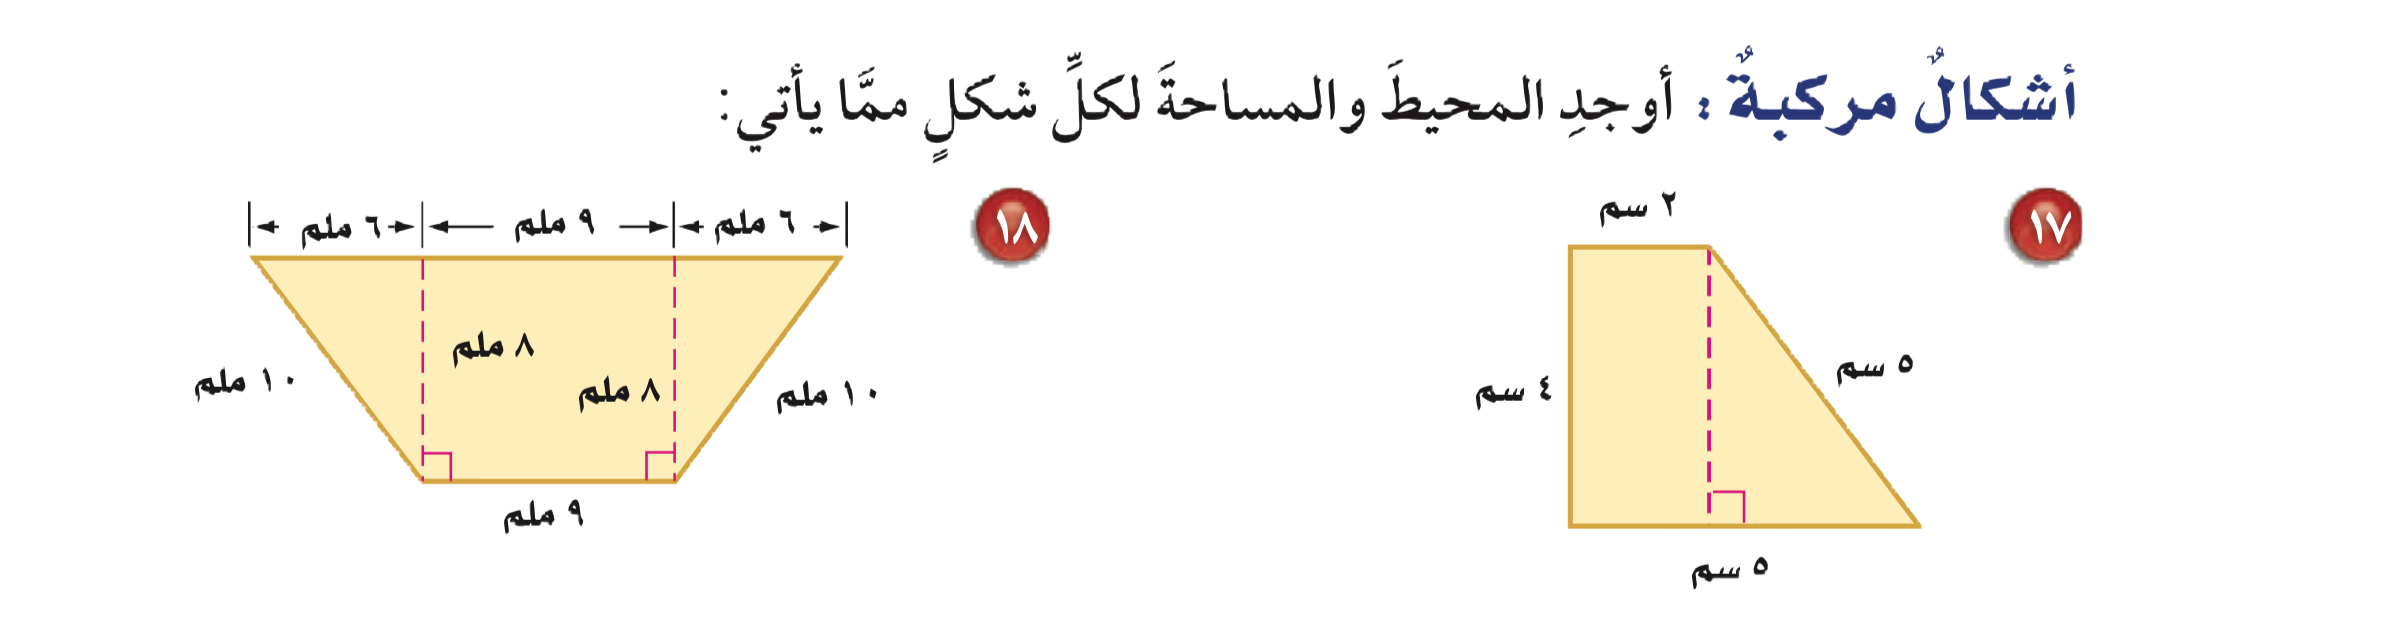 أشكالٌ مركبةٌ : أوجدِ المحيطَ والمساحةَ لكلِّ شكلٍ ممَّا يأتي:
١٧
٢ سم
٥ سم
٤ سم
٥ سم
١٨
٦ ملم
٩ ملم
٦ ملم
٨ ملم
٨ ملم
١٠ ملم
١٠ ملم
٩ ملم